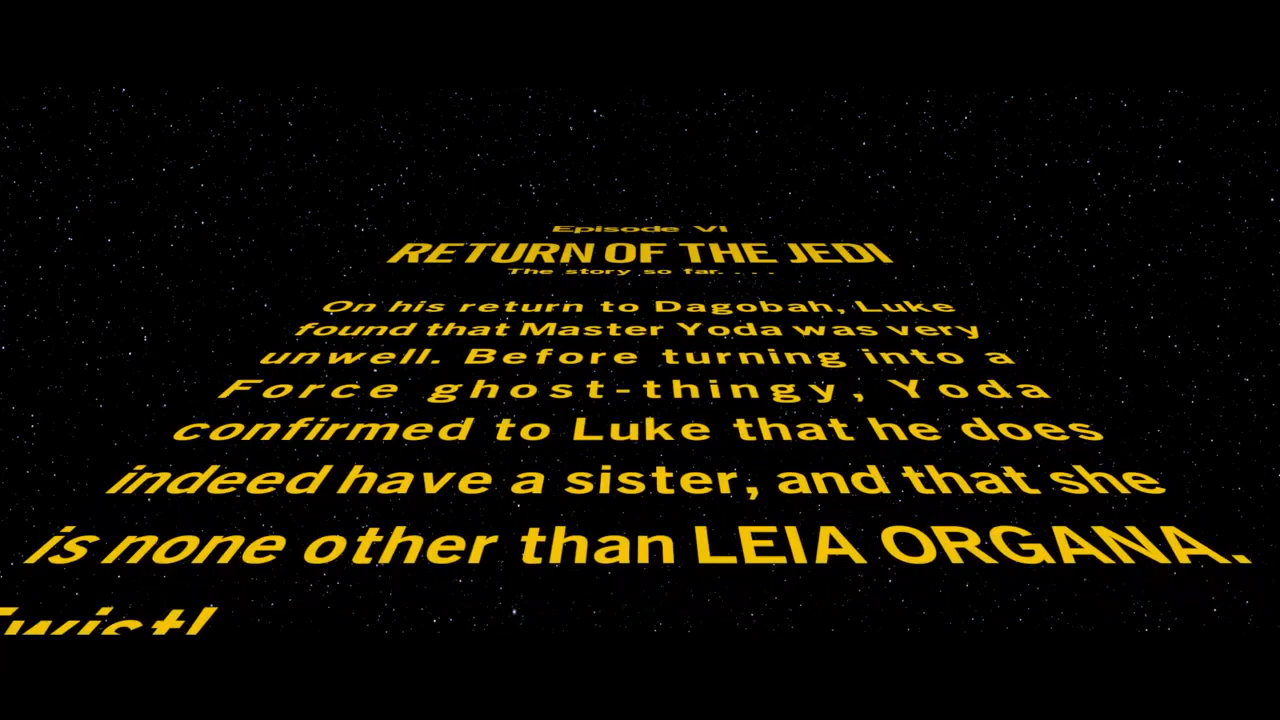 Episode VI
RETURN OF THE JEDI
The story so far. . . .
On his return to Dagobah, Luke
found that Master Yoda was very
unwell. Before turning into a
Force ghost-thingy, Yoda
confirmed to Luke that he does
indeed have a sister, and that she
is none other than LEIA ORGANA.
Twist!